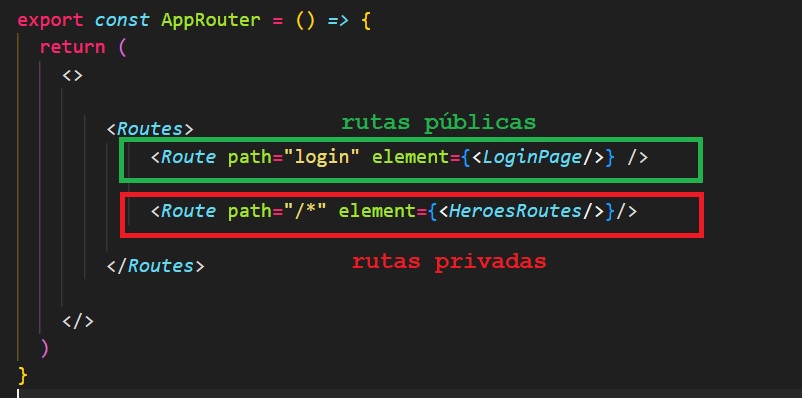 export const AppRouter = () => {
return (
<>
<Routes>
rutas públicas
<Route path="login" element={<LoginPage/>} />
<Route path="/*" element={<HeroesRoutes/>}/>
</Routes>
rutas privadas
</>
)
}